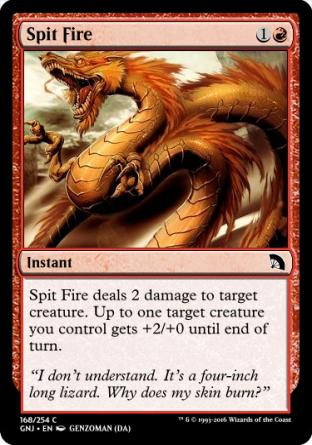 Spit Fire 1
Instant
Spit Fire deals 2 damage to target
creature. Up to one target creature
you control gets +2/+0 until end of
turn.
“I don't understand. It's a four-inch
long lizard. Why does my skin burn?”
168/254 C
GNJ • EN GENZOMAN (DA)
™ & © 1993-2016 Wizards of the Coast